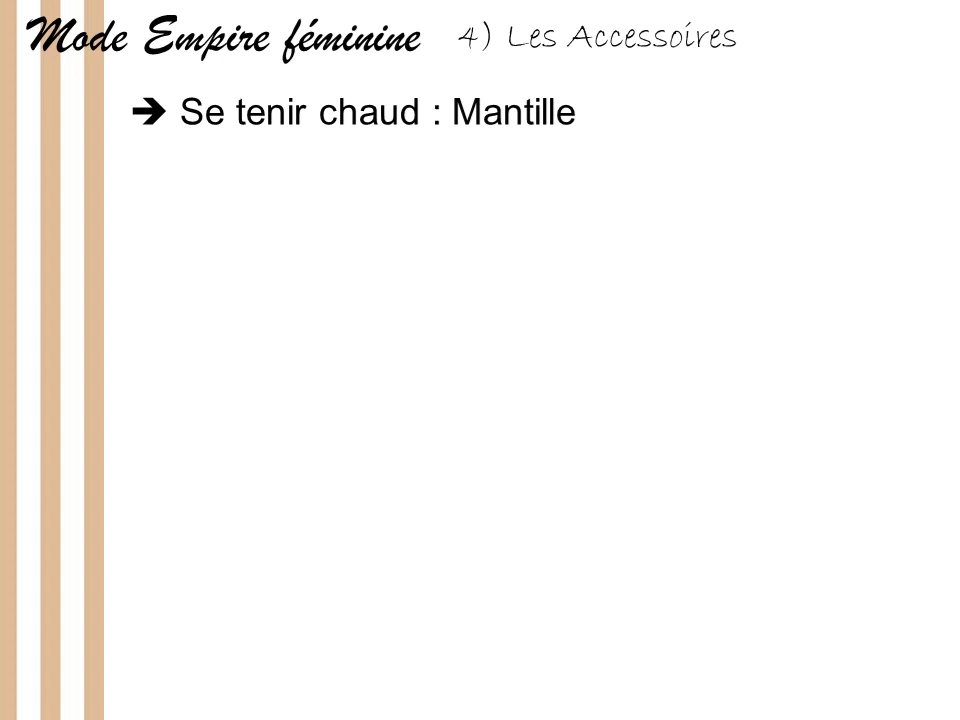 Mode Empire féminine 4) Les Accessoires
➔ Se tenir chaud : Mantille